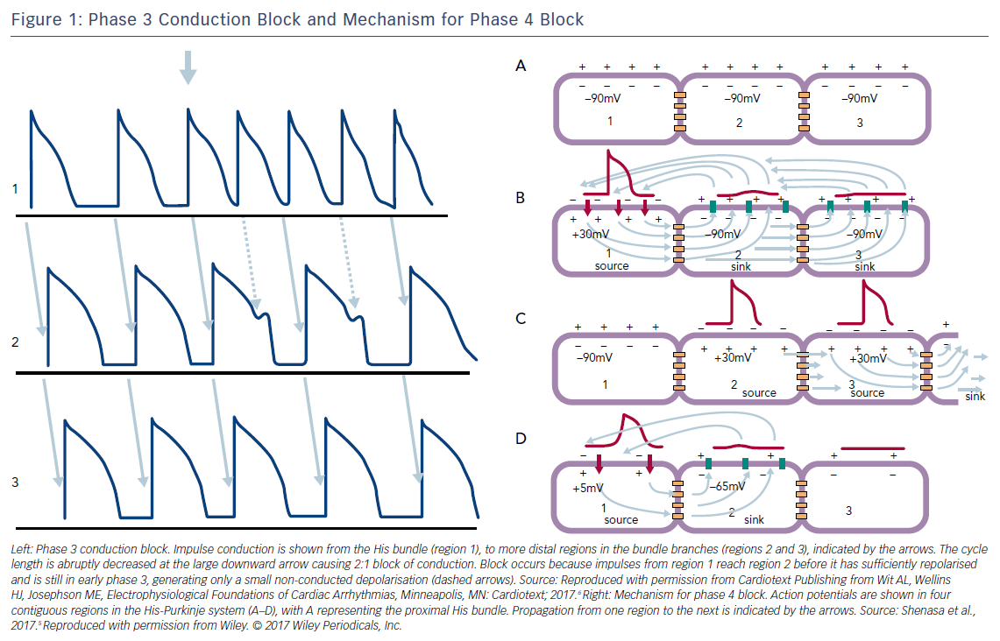 Figure 1: Phase 3 Conduction Block and Mechanism for Phase 4 Block
1
2
3
A
+ + + + + + + + + + + +
– – – – – – – – – – – –
–90mV –90mV –90mV
1 2 3
B
– – – – + + + + + + + +
+ + + + – – – – – – – –
+30mV –90mV –90mV
1 2 3
source sink sink
C
+ + + + – – – – – – – – +
– – – – + + + + + + + + –
–90mV +30mV +30mV
1 2 3
source source sink
D
– – + + + +
+ + – – – –
+5mV –65mV
1 2 3
source sink
Left: Phase 3 conduction block. Impulse conduction is shown from the His bundle (region 1), to more distal regions in the bundle branches (regions 2 and 3), indicated by the arrows. The cycle
length is abruptly decreased at the large downward arrow causing 2:1 block of conduction. Block occurs because impulses from region 1 reach region 2 before it has sufficiently repolarised
and is still in early phase 3, generating only a small non-conducted depolarisation (dashed arrows). Source: Reproduced with permission from Cardiotext Publishing from Wit AL, Wellins
HJ, Josephson ME, Electrophysiological Foundations of Cardiac Arrhythmias, Minneapolis, MN: Cardiotext; 2017.⁶ Right: Mechanism for phase 4 block. Action potentials are shown in four
contiguous regions in the His-Purkinje system (A–D), with A representing the proximal His bundle. Propagation from one region to the next is indicated by the arrows. Source: Shenasa et al.,
2017.⁵ Reproduced with permission from Wiley. © 2017 Wiley Periodicals, Inc.